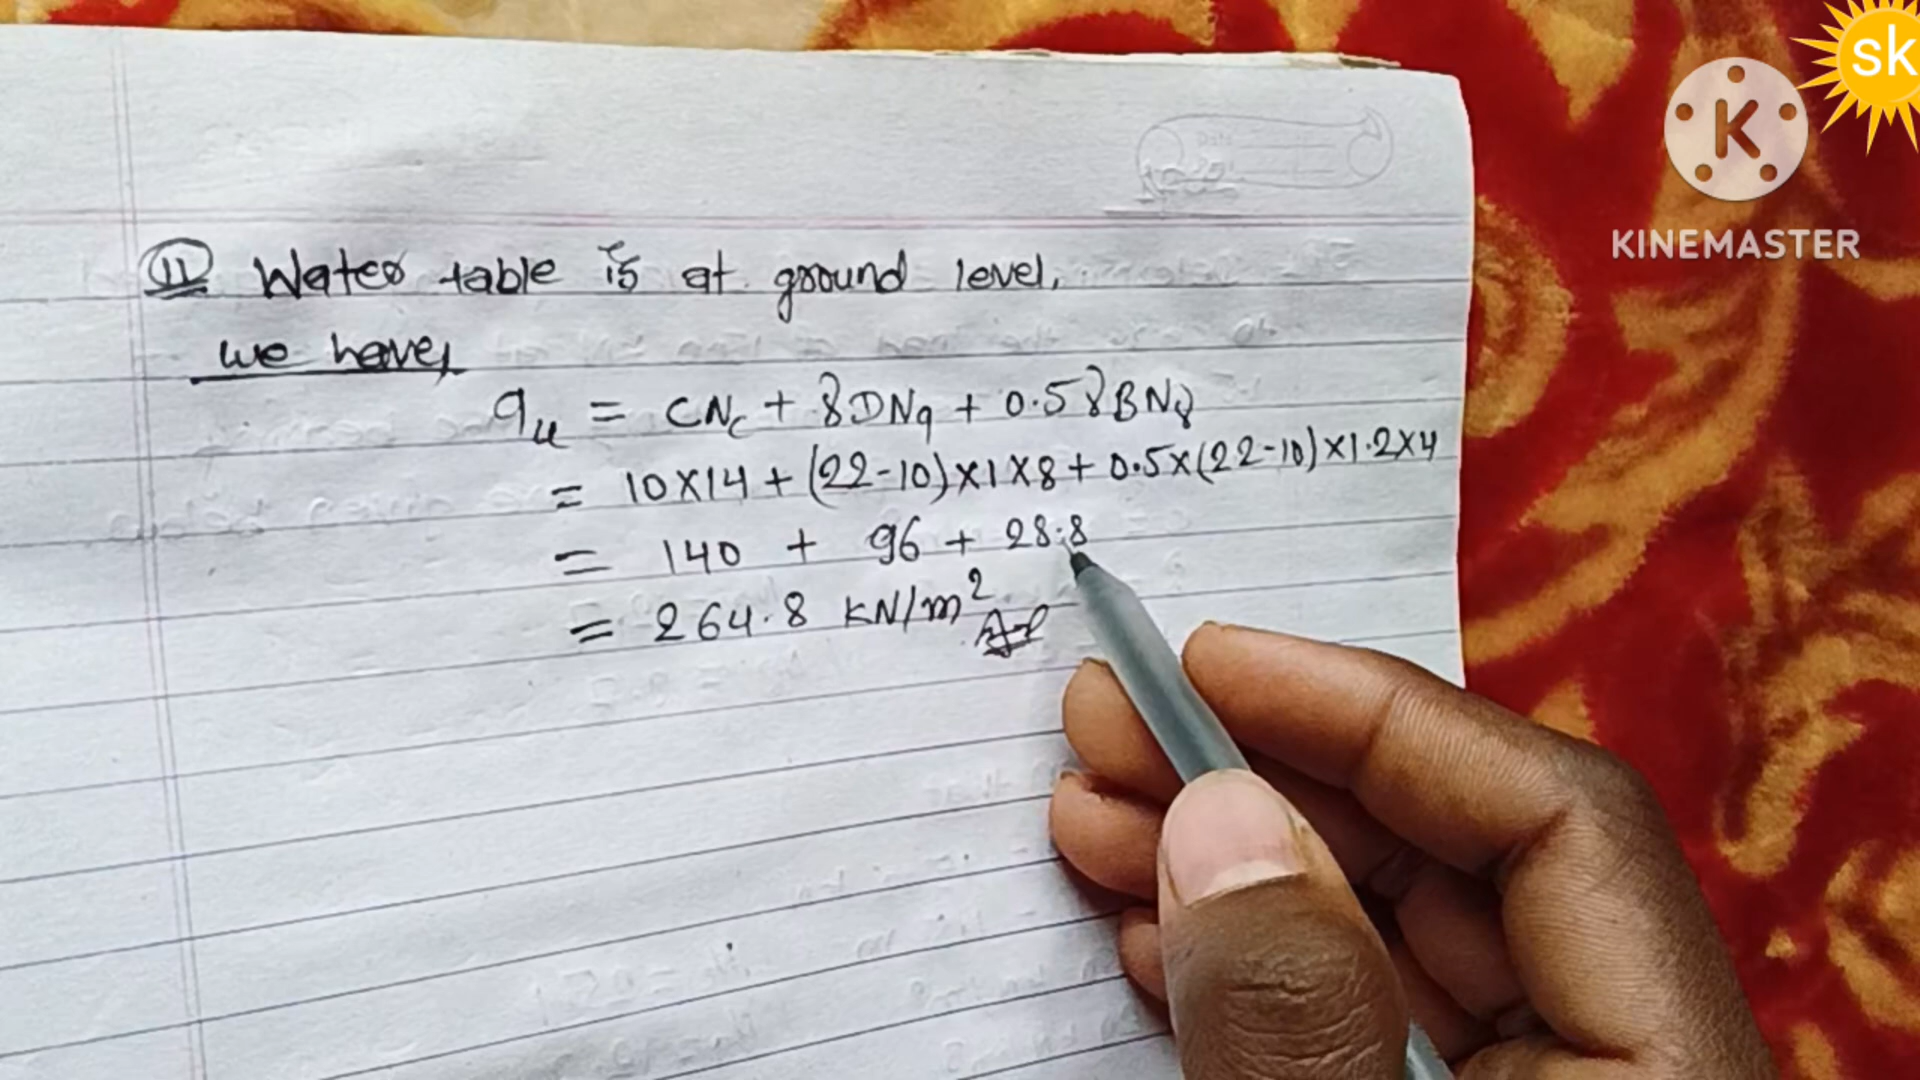 sk
K
KINEMASTER
II Water table is at ground level,
we have,
qu = CNc + γDNq + 0.5γBNγ
= 10×14 + (22-10)×1×8 + 0.5×(22-10)×1.2×4
= 140 + 96 + 28.8
= 264.8 KN/m²